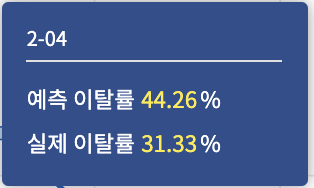 2-04
예측 이탈률 44.26%
실제 이탈률 31.33%